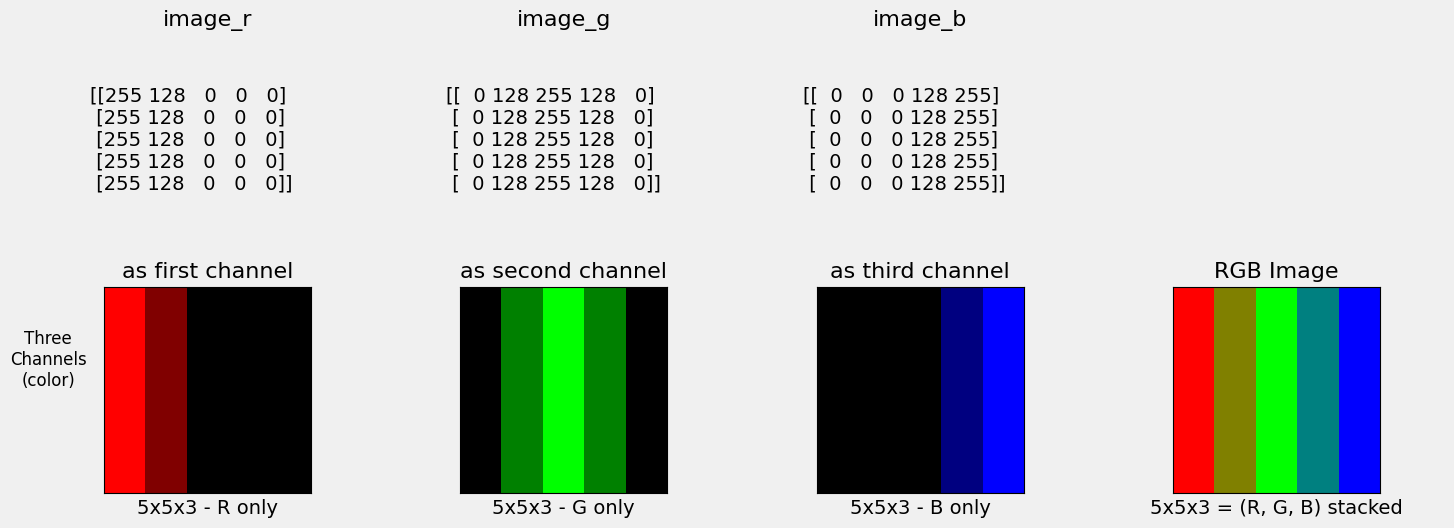 image_r
image_g
image_b
[[255 128   0   0   0]
 [255 128   0   0   0]
 [255 128   0   0   0]
 [255 128   0   0   0]
 [255 128   0   0   0]]
[[  0 128 255 128   0]
 [  0 128 255 128   0]
 [  0 128 255 128   0]
 [  0 128 255 128   0]
 [  0 128 255 128   0]]
[[  0   0   0 128 255]
 [  0   0   0 128 255]
 [  0   0   0 128 255]
 [  0   0   0 128 255]
 [  0   0   0 128 255]]
as first channel
as second channel
as third channel
RGB Image
Three
Channels
(color)
5x5x3 - R only
5x5x3 - G only
5x5x3 - B only
5x5x3 = (R, G, B) stacked